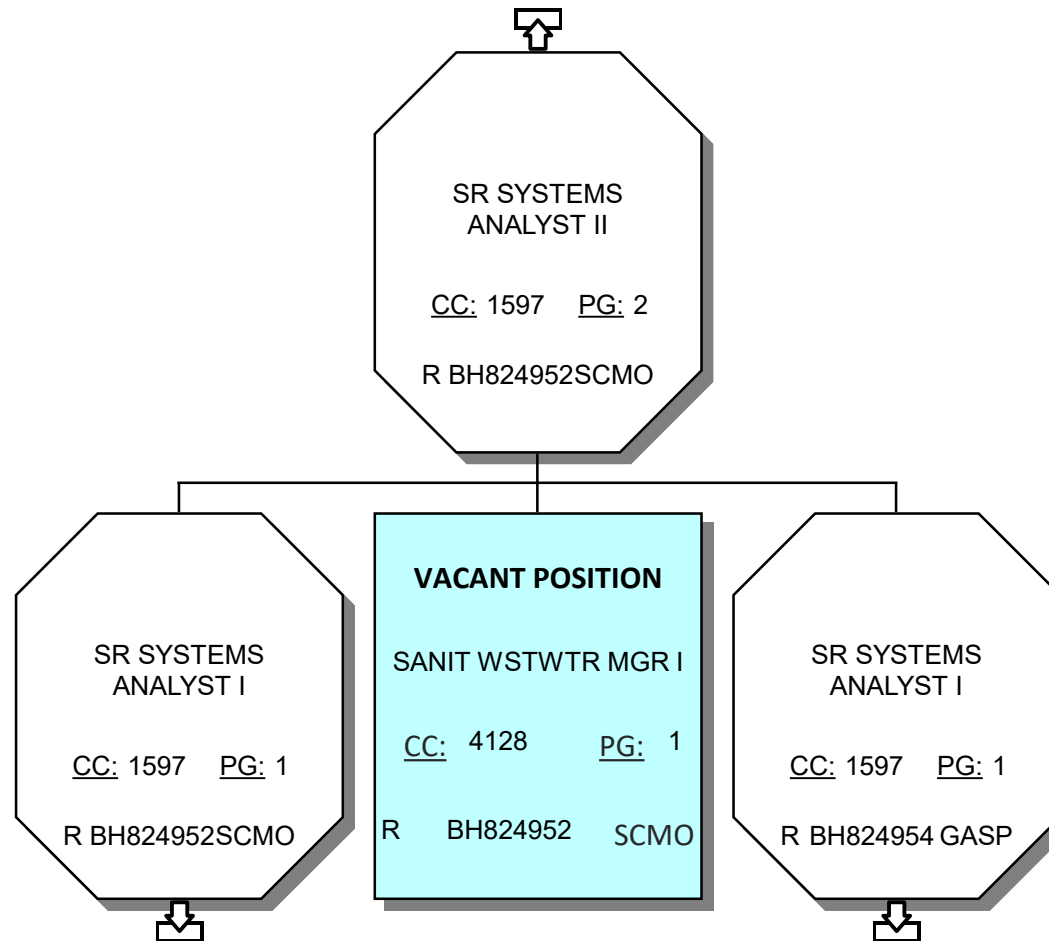 SR SYSTEMS
ANALYST II
CC: 1597 PG: 2
R BH824952SCMO
SR SYSTEMS
ANALYST I
CC: 1597 PG: 1
R BH824952SCMO
VACANT POSITION
SANIT WSTWTR MGR I
CC: 4128 PG: 1
R BH824952 SCMO
SR SYSTEMS
ANALYST I
CC: 1597 PG: 1
R BH824954 GASP